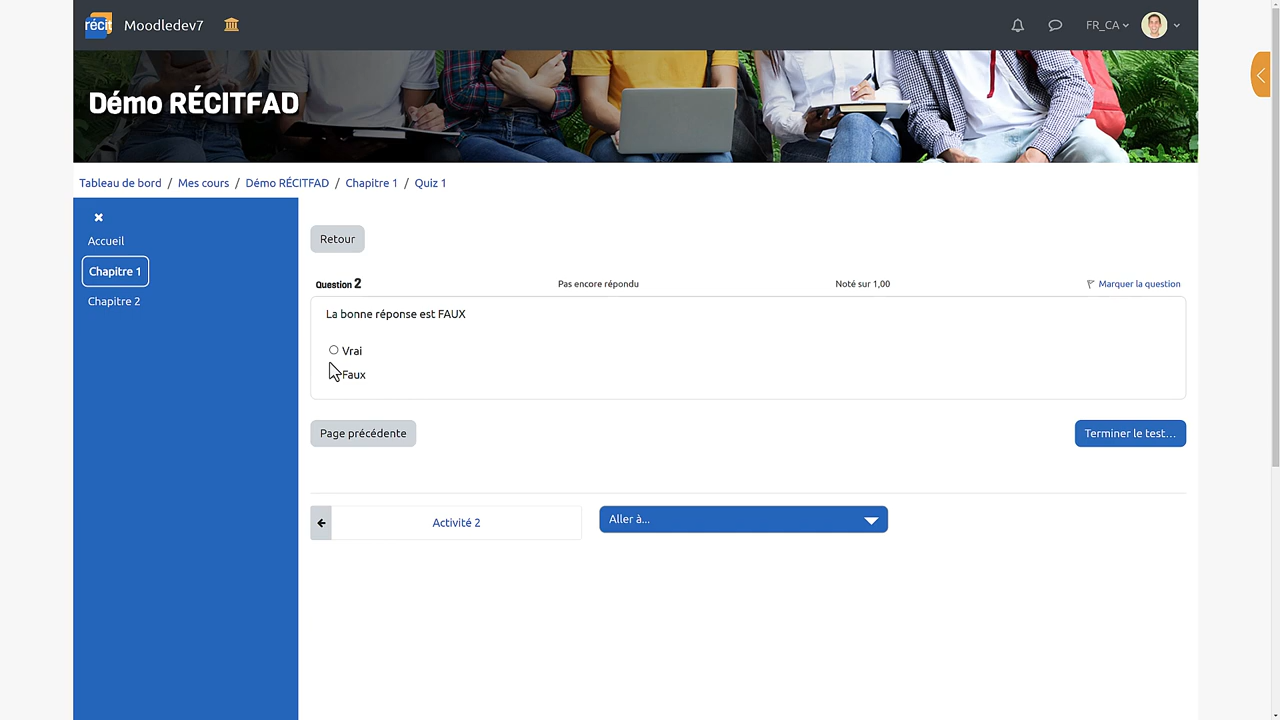 récit Moodledev7 FR_CA
Démo RÉCITFAD
Tableau de bord / Mes cours / Démo RÉCITFAD / Chapitre 1 / Quiz 1
Accueil
Chapitre 1
Chapitre 2
Retour
Question 2 Pas encore répondu Noté sur 1,00 Marquer la question
La bonne réponse est FAUX
Vrai
Faux
Page précédente Terminer le test...
Activité 2 Aller à...